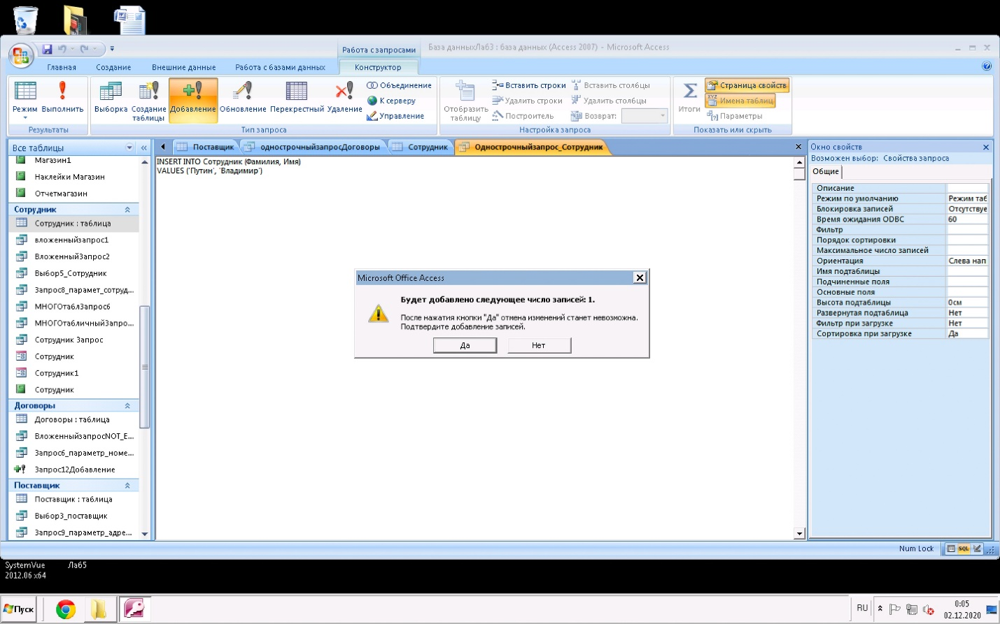 Работа с запросами
База данныхЛаб3 : база данных (Access 2007) - Microsoft Access
Главная
Создание
Внешние данные
Работа с базами данных
Конструктор
Режим
Выполнить
Результаты
Выборка
Создание
таблицы
Добавление
Обновление
Перекрестный
Удаление
Объединение
К серверу
Управление
Тип запроса
Отобразить
таблицу
Вставить строки
Удалить строки
Построитель
Вставить столбцы
Удалить столбцы
Возврат:
Настройка запроса
Итоги
Страница свойств
XYZ
Имена таблиц
Параметры
Показать или скрыть
Все таблицы
Магазин1
Наклейки Магазин
Отчетмагазин
Сотрудник
Сотрудник : таблица
вложенныйзапрос1
ВложенныйЗапрос2
Выбор5_Сотрудник
Запрос8_парамет_сотруд...
МНОГОтаблЗапрос6
МНОГОтабличныйЗапро...
Сотрудник Запрос
Сотрудник
Сотрудник1
Сотрудник
Договоры
Договоры : таблица
ВложенныйзапросNOT_E...
Запрос6_параметр_номе...
Запрос12Добавление
Поставщик
Поставщик : таблица
Выбор3_поставщик
Запрос9_параметр_адре...
Поставщик
однострочныйзапросДоговоры
Сотрудник
Однострочныйзапрос_Сотрудник
INSERT INTO Сотрудник (Фамилия, Имя)
VALUES ('Путин', 'Владимир')
Microsoft Office Access
Будет добавлено следующее число записей: 1.
После нажатия кнопки "Да" отмена изменений станет невозможна.
Подтвердите добавление записей.
Да
Нет
Окно свойств
Возможен выбор: Свойства запроса
Общие
Описание
Режим по умолчанию Режим таб
Блокировка записей Отсутствуе
Время ожидания ODBC 60
Фильтр
Порядок сортировки
Максимальное число записей
Ориентация Слева нап
Имя подтаблицы
Подчиненные поля
Основные поля
Высота подтаблицы 0см
Развернутая подтаблица Нет
Фильтр при загрузке Нет
Сортировка при загрузке Да
Num Lock
SQL
SystemVue
2012.06 x64
Лаб5
Пуск
RU
0:05
02.12.2020